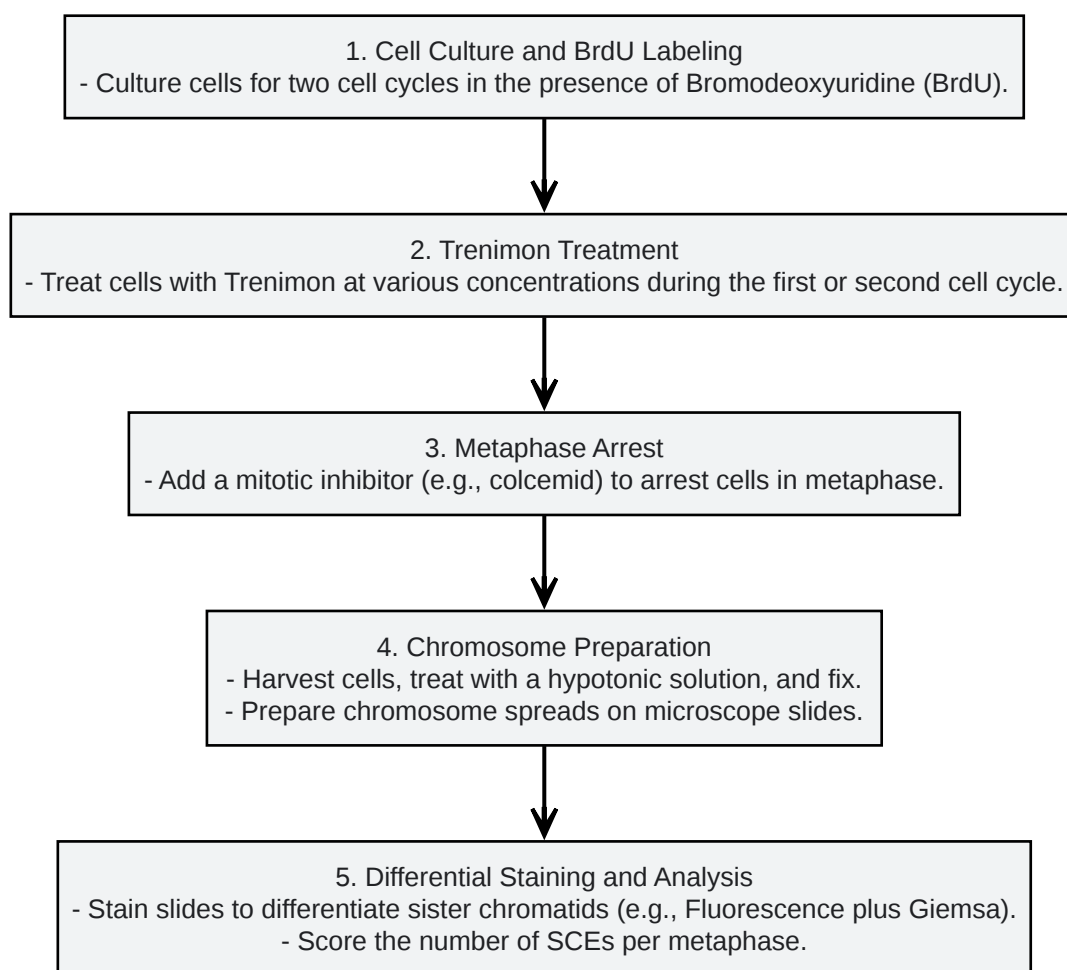 1. Cell Culture and BrdU Labeling
- Culture cells for two cell cycles in the presence of Bromodeoxyuridine (BrdU).
2. Trenimon Treatment
- Treat cells with Trenimon at various concentrations during the first or second cell cycle.
3. Metaphase Arrest
- Add a mitotic inhibitor (e.g., colcemid) to arrest cells in metaphase.
4. Chromosome Preparation
- Harvest cells, treat with a hypotonic solution, and fix.
- Prepare chromosome spreads on microscope slides.
5. Differential Staining and Analysis
- Stain slides to differentiate sister chromatids (e.g., Fluorescence plus Giemsa).
- Score the number of SCEs per metaphase.